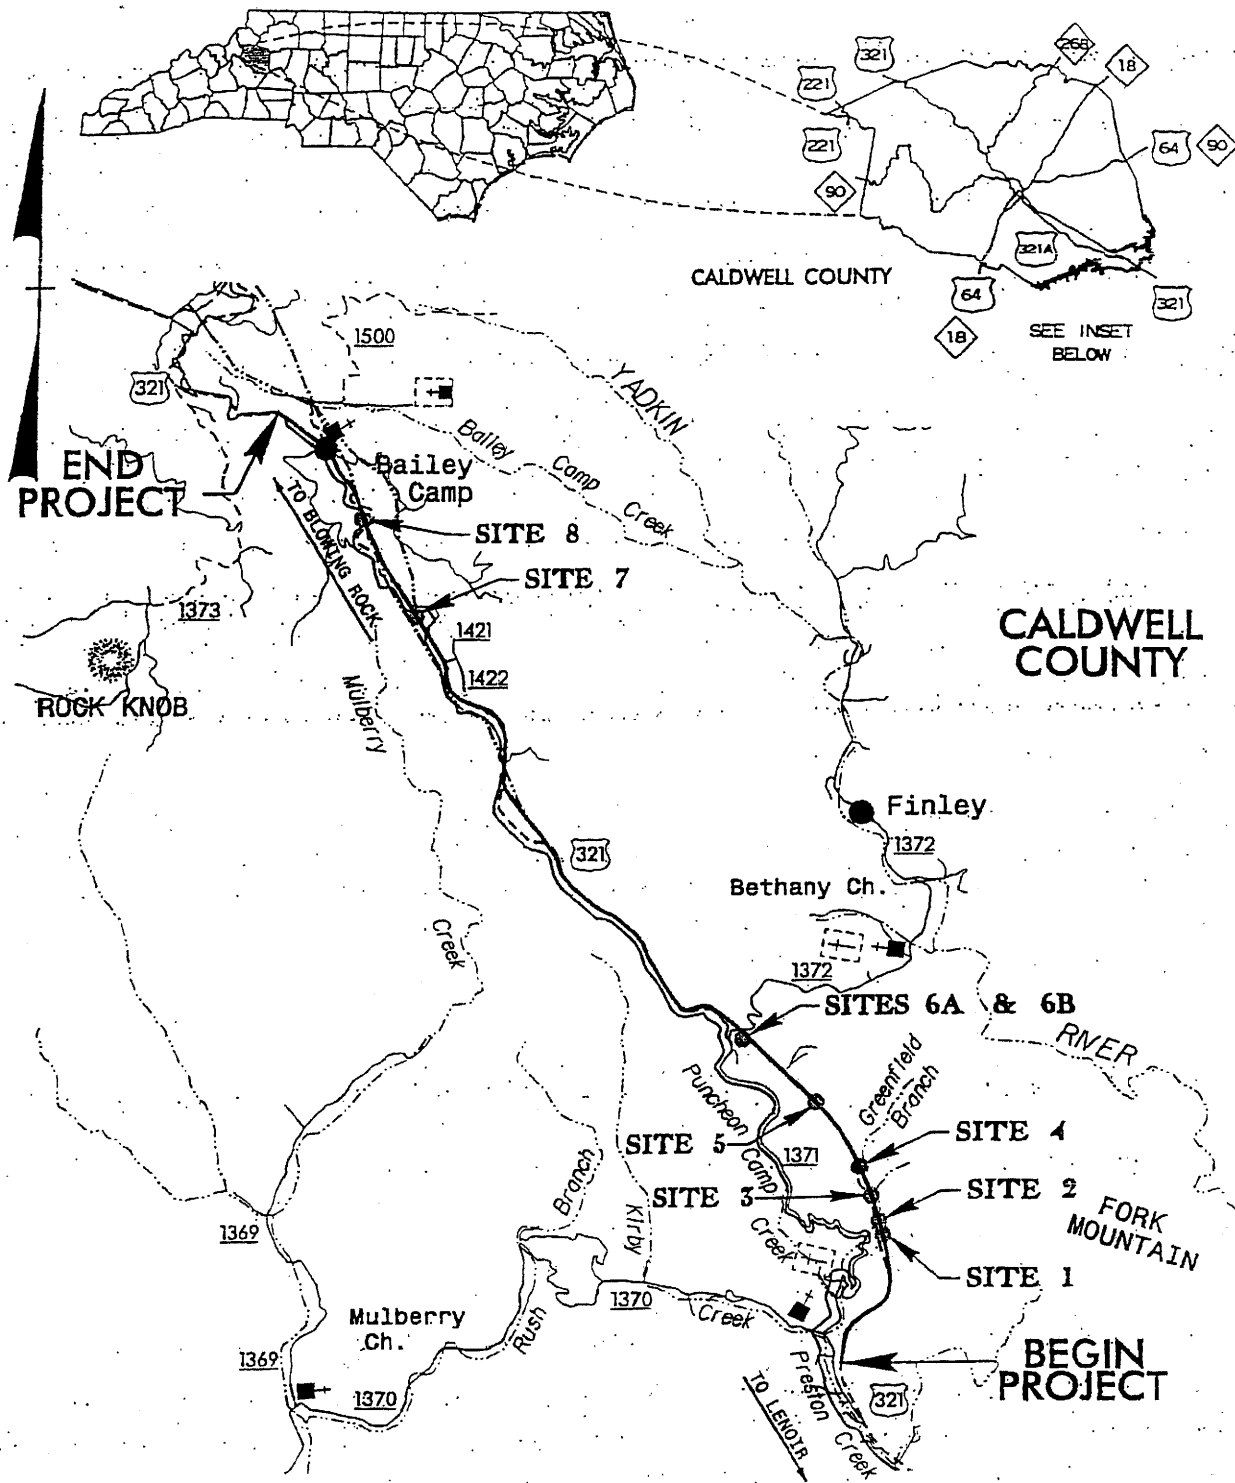 321
268
18
221
221
90
64
90
321A
CALDWELL COUNTY
64
18
321
SEE INSET
BELOW
1500
321
YADKIN
Bailey Camp Creek
END
PROJECT
Bailey
Camp
TO BLOWING ROCK
SITE 8
SITE 7
1373
1421
1422
ROCK KNOB
Mulberry
CALDWELL
COUNTY
Finley
321
1372
Bethany Ch.
Creek
1372
SITES 6A & 6B
RIVER
Greenfield
Branch
Puncheon Camp Creek
SITE 5
1371
SITE 4
SITE 3
SITE 2
FORK
MOUNTAIN
SITE 1
Branch
Kirby
1369
1370
Creek
Rush
Mulberry
Ch.
1369
1370
BEGIN
PROJECT
Preston Creek
321
TO LENOIR